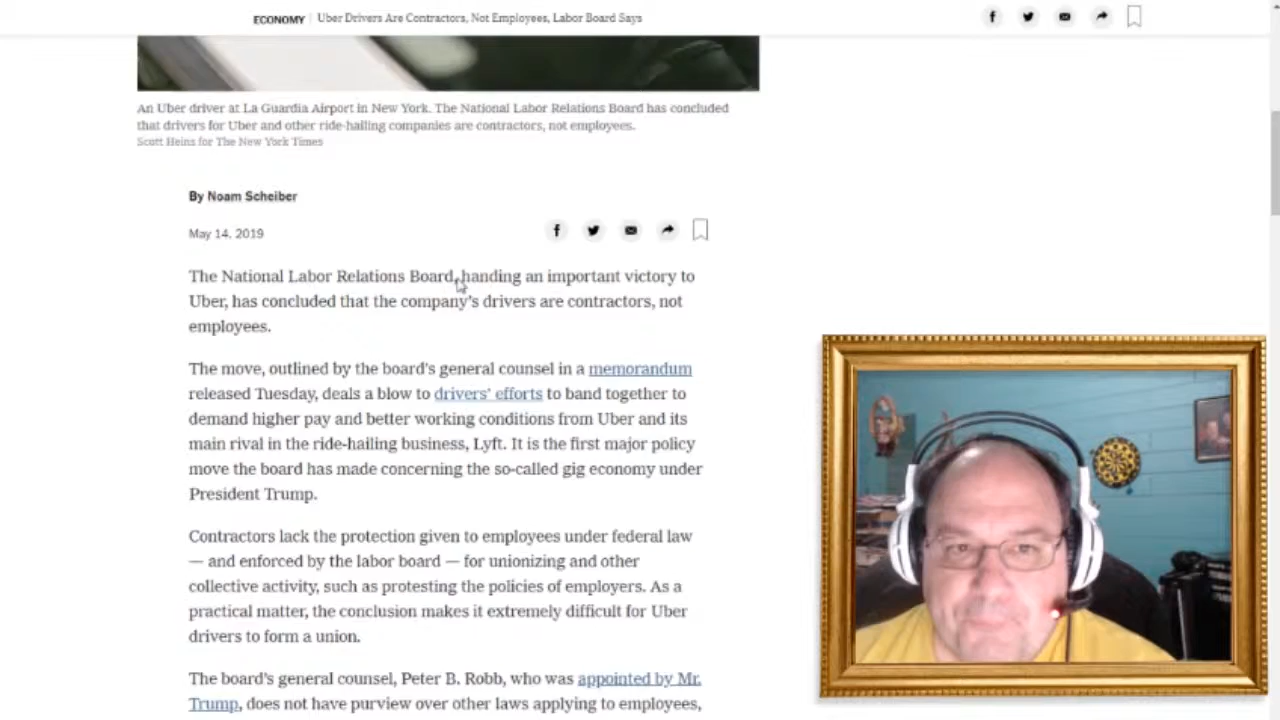 ECONOMY | Uber Drivers Are Contractors, Not Employees, Labor Board Says
An Uber driver at La Guardia Airport in New York. The National Labor Relations Board has concluded
that drivers for Uber and other ride-hailing companies are contractors, not employees.
Scott Heins for The New York Times
By Noam Scheiber
May 14, 2019
The National Labor Relations Board, handing an important victory to
Uber, has concluded that the company's drivers are contractors, not
employees.
The move, outlined by the board's general counsel in a memorandum
released Tuesday, deals a blow to drivers' efforts to band together to
demand higher pay and better working conditions from Uber and its
main rival in the ride-hailing business, Lyft. It is the first major policy
move the board has made concerning the so-called gig economy under
President Trump.
Contractors lack the protection given to employees under federal law
— and enforced by the labor board — for unionizing and other
collective activity, such as protesting the policies of employers. As a
practical matter, the conclusion makes it extremely difficult for Uber
drivers to form a union.
The board's general counsel, Peter B. Robb, who was appointed by Mr.
Trump, does not have purview over other laws applying to employees,